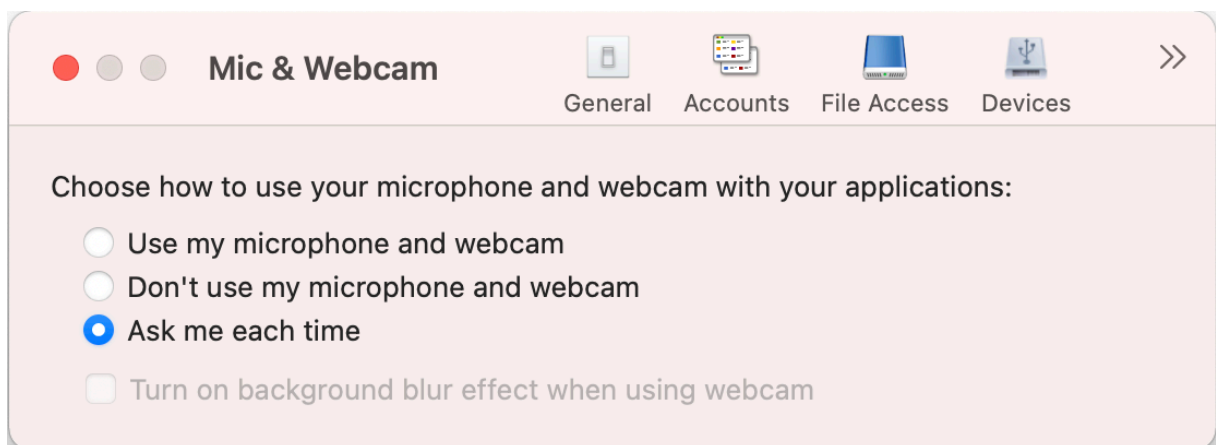 Mic & Webcam
General Accounts File Access Devices
Choose how to use your microphone and webcam with your applications:
Use my microphone and webcam
Don't use my microphone and webcam
Ask me each time
Turn on background blur effect when using webcam